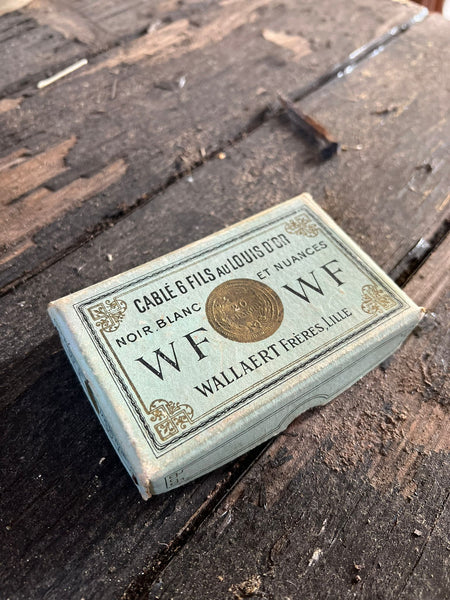 CABLÉ 6 FILS AU LOUIS D'OR
NOIR BLANC ET NUANCES
WF WF
WALLAERT FRÈRES, LILLE